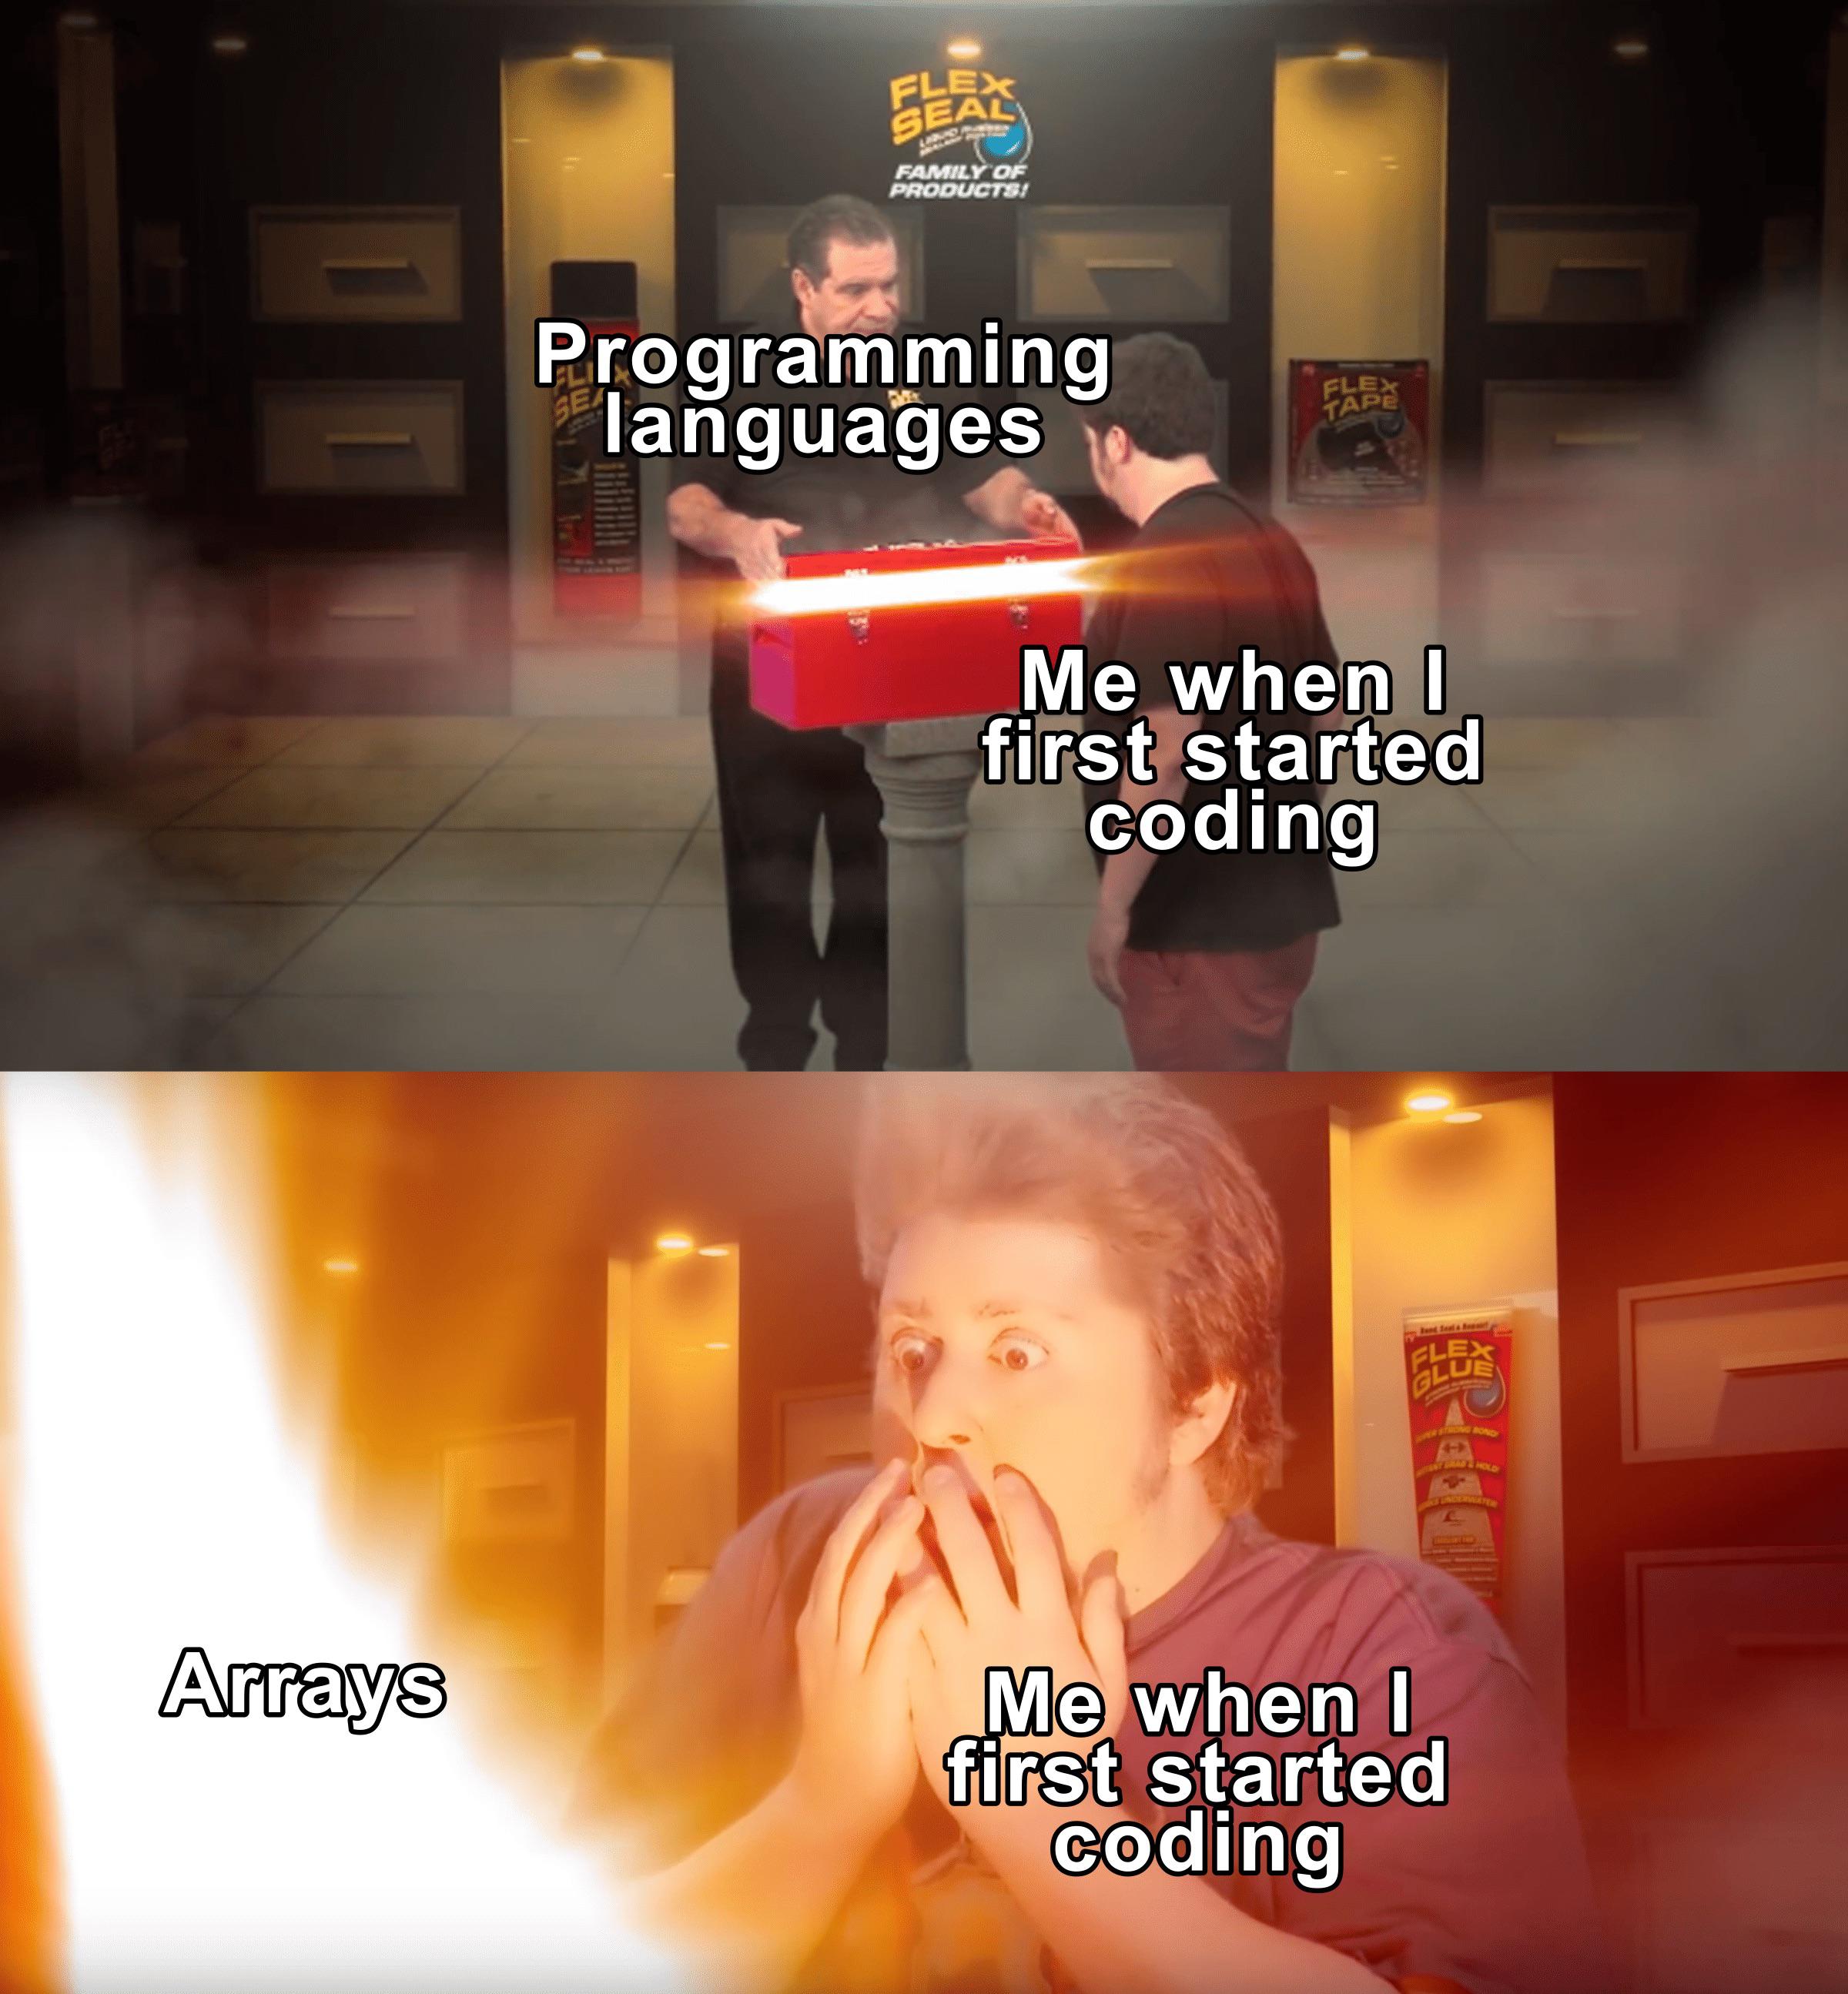 FLEX
SEAL
FAMILY OF
PRODUCTS!
Programming
languages
FLEX
TAPE
Me when I
first started
coding
FLEX
GLUE
Arrays
Me when I
first started
coding